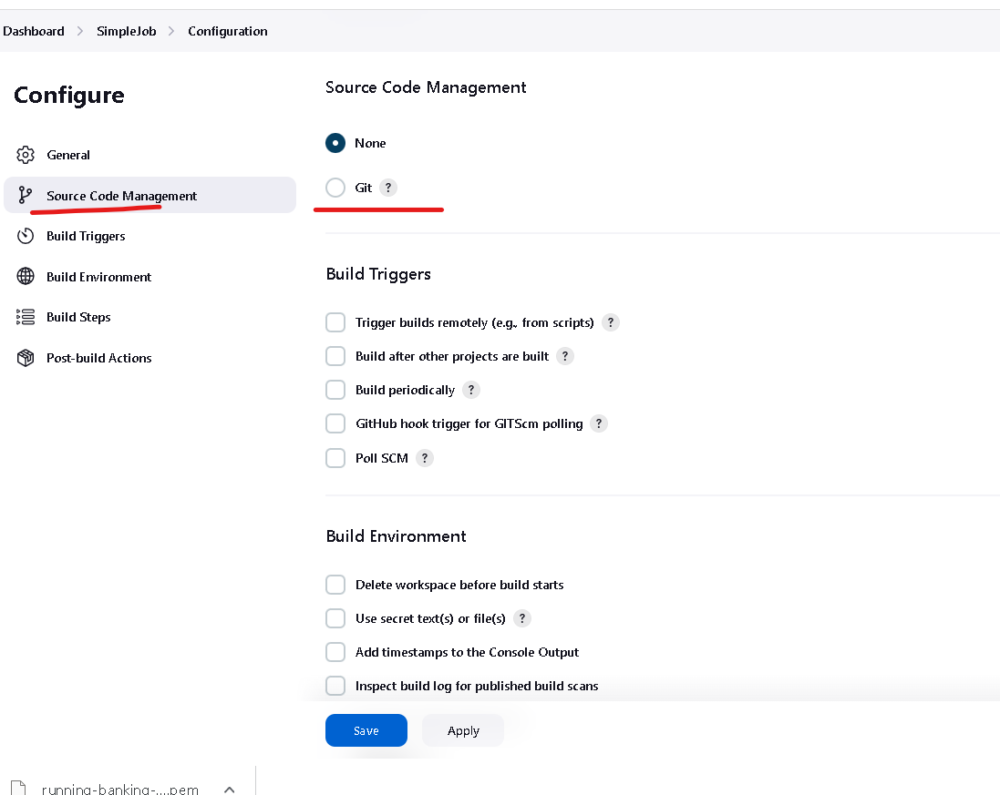 Dashboard > SimpleJob > Configuration
Configure
General
Source Code Management
Build Triggers
Build Environment
Build Steps
Post-build Actions
Source Code Management
None
Git ?
Build Triggers
Trigger builds remotely (e.g., from scripts) ?
Build after other projects are built ?
Build periodically ?
GitHub hook trigger for GITScm polling ?
Poll SCM ?
Build Environment
Delete workspace before build starts
Use secret text(s) or file(s) ?
Add timestamps to the Console Output
Inspect build log for published build scans
Save Apply
running-banking-....pem